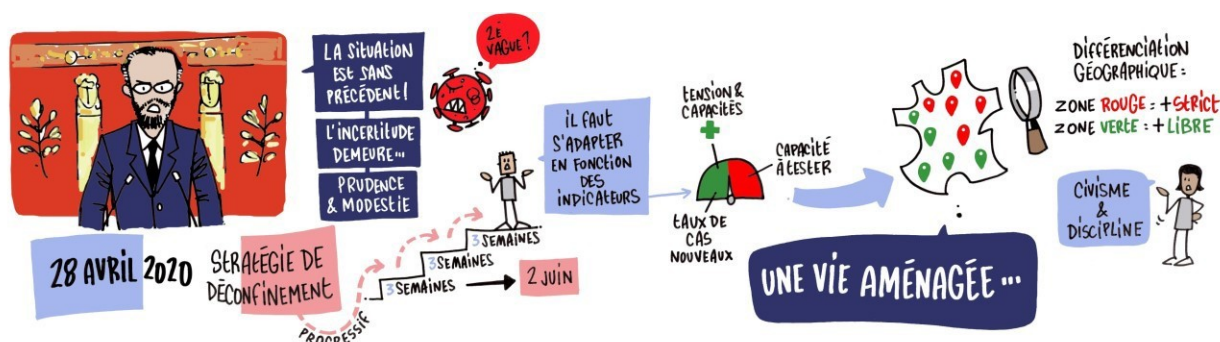 LA SITUATION
EST SANS
PRÉCÉDENT!
L'INCERTITUDE
DEMEURE...
PRUDENCE
& MODESTIE
2È
VAGUE?
28 AVRIL 2020
STRATÉGIE DE
DÉCONFINEMENT
PROGRESSIF
3 SEMAINES
3 SEMAINES
3 SEMAINES
2 JUIN
iL FAUT
S'ADAPTER
EN FONCTION
DES
INDICATEURS
tENSION &
CAPACITÉS
CAPACITÉ
À TESTER
tAUX DE
CAS
NOUVEAUX
DIFFÉRENCIATION
GÉOGRAPHIQUE :
ZONE ROUGE : + StRICt
ZONE VERTE : + LIBRE
UNE VIE AMÉNAGÉE...
CIVISME
&
DISCIPLINE